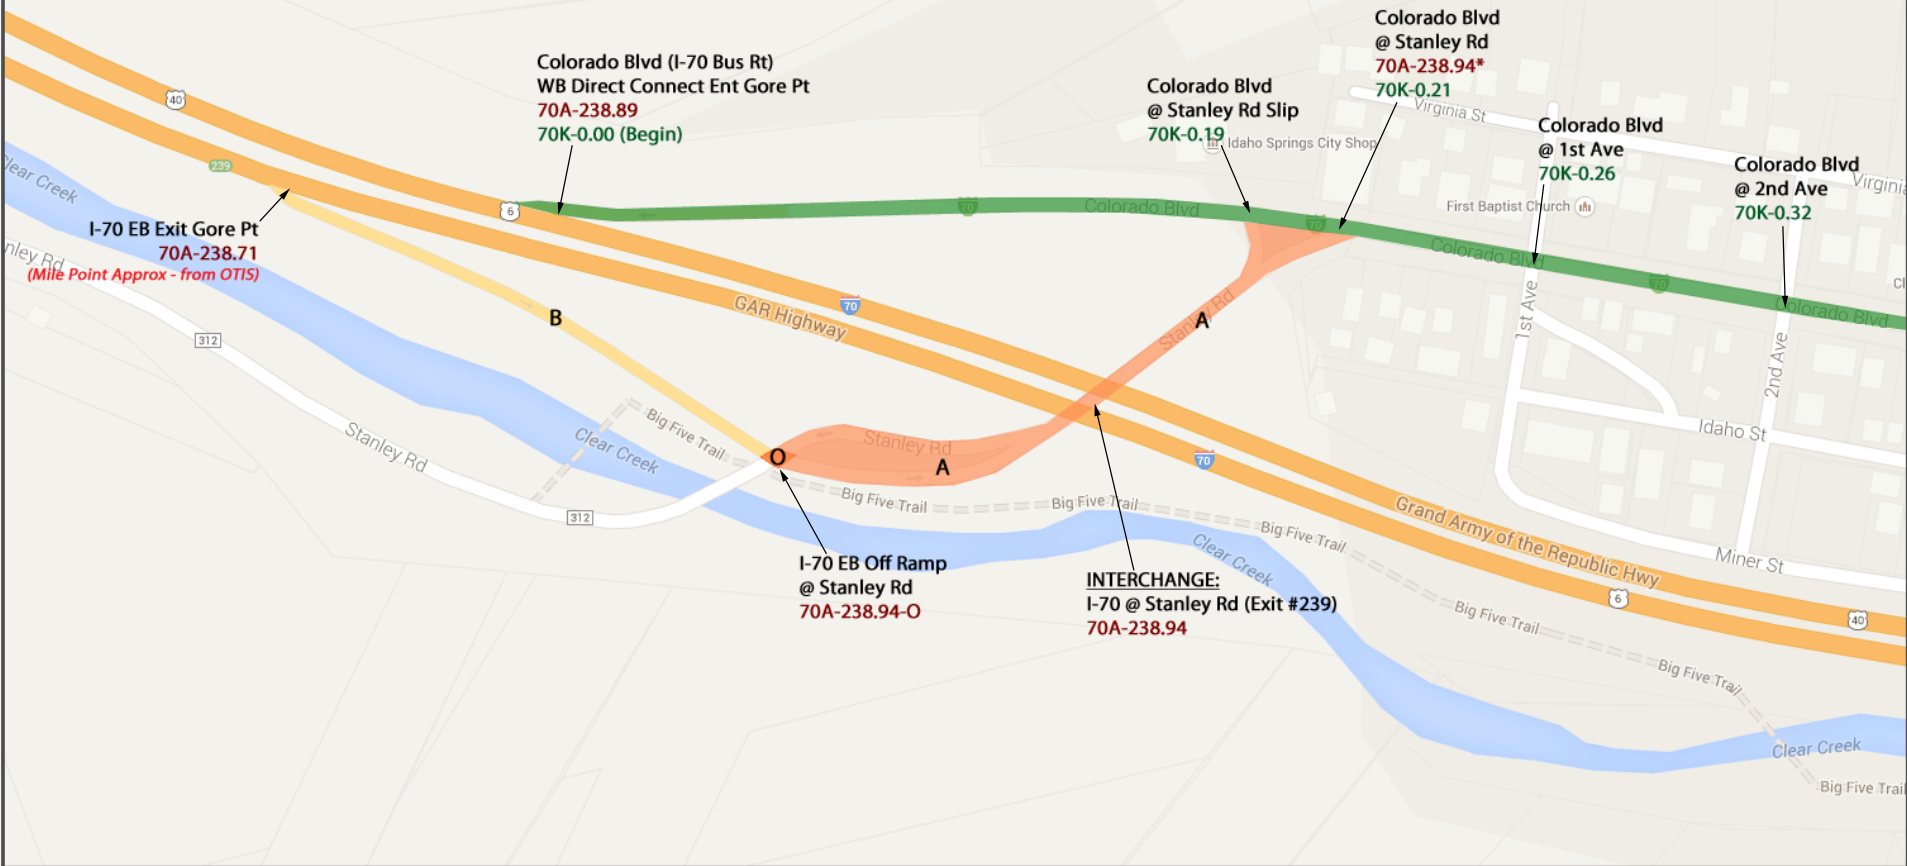 Colorado Blvd
@ Stanley Rd
70A-238.94*
70K-0.21
Colorado Blvd (I-70 Bus Rt)
WB Direct Connect Ent Gore Pt
70A-238.89
70K-0.00 (Begin)
Colorado Blvd
@ Stanley Rd Slip
70K-0.19
Idaho Springs City Shop
Virginia St
Colorado Blvd
@ 1st Ave
70K-0.26
Colorado Blvd
@ 2nd Ave
70K-0.32
Virginia
40
239
Clear Creek
6
I-70 EB Exit Gore Pt
70A-238.71
(Mile Point Approx - from OTIS)
70
Colorado Blvd
70
First Baptist Church
Colorado Blvd
70
Colorado Blvd
Cl
nley Rd
312
B
GAR Highway
70
Stanley Rd
A
1st Ave
2nd Ave
Big Five Trail
Clear Creek
Stanley Rd
O
Stanley Rd
A
70
Idaho St
312
Big Five Trail
Big Five Trail
Big Five Trail
Clear Creek
Grand Army of the Republic Hwy
Miner St
I-70 EB Off Ramp
@ Stanley Rd
70A-238.94-O
INTERCHANGE:
I-70 @ Stanley Rd (Exit #239)
70A-238.94
6
40
Big Five Trail
Big Five Trail
Clear Creek
Big Five Trail